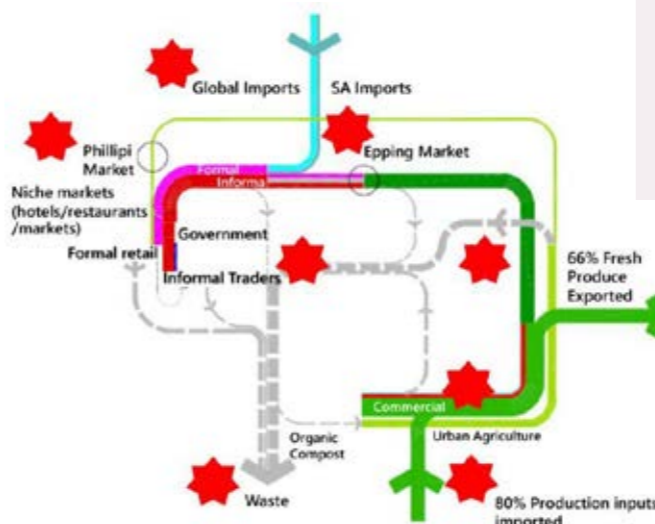 Global Imports
SA Imports
Phillipi
Market
Epping Market
Formal
Informal
Niche markets
(hotels/restaurants
/markets)
Government
Formal retail
Informal Traders
66% Fresh
Produce
Exported
Commercial
Organic
Compost
Urban Agriculture
Waste
80% Production inputs
imported